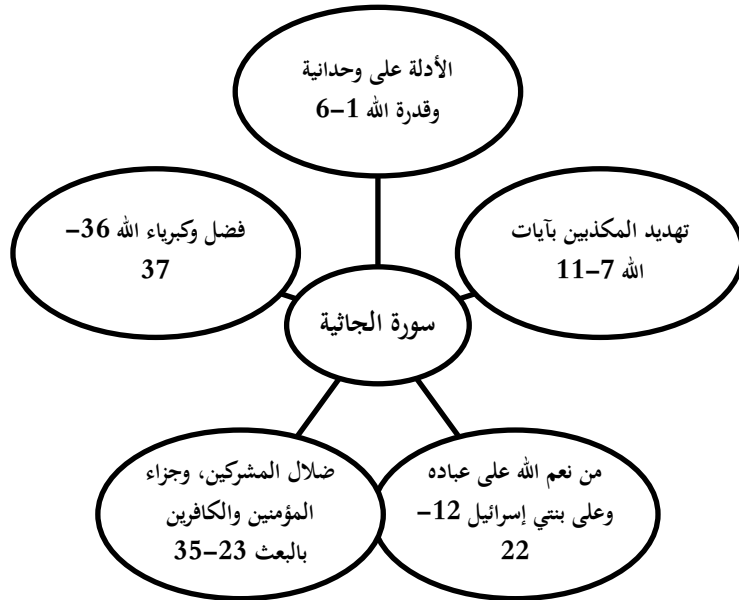 الأدلة على وحدانية
وقدرة الله 1–6
تهديد المكذبين بآيات
الله 7–11
فضل وكبرياء الله 36–
37
سورة الجاثية
من نعم الله على عباده
وعلى بنتي إسرائيل 12–
22
ضلال المشركين، وجزاء
المؤمنين والكافرين
بالبعث 23–35